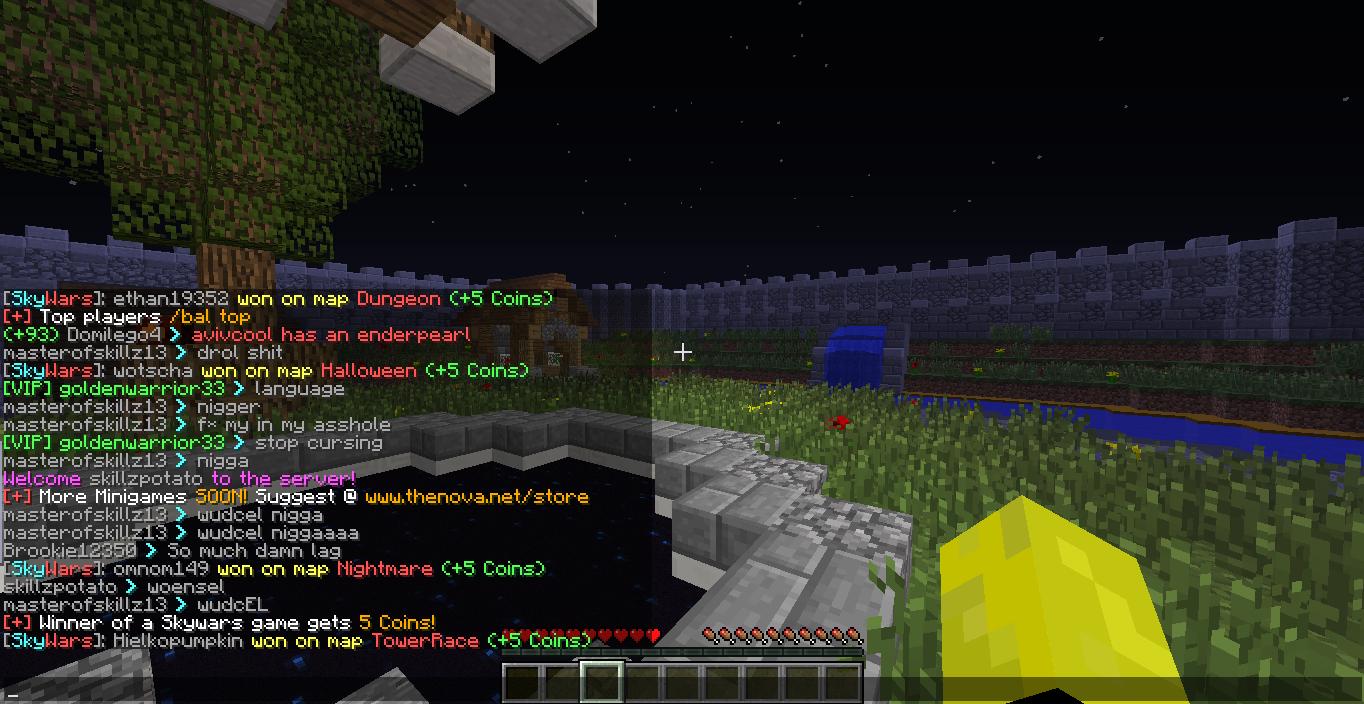 [SkyWars]: ethan19352 won on map Dungeon (+5 Coins)
[+] Top players /bal top
(+93) Domilego4 > avivcool has an enderpearl
masterofskillz13 > drol shit
[SkyWars]: wotscha won on map Halloween (+5 Coins)
[VIP] goldenwarrior33 > language
masterofskillz13 > nigger
masterofskillz13 > f* my in my asshole
[VIP] goldenwarrior33 > stop cursing
masterofskillz13 > nigga
Welcome skillzpotato to the server!
[+] More Minigames SOON! Suggest @ www.thenova.net/store
masterofskillz13 > wudcel nigga
masterofskillz13 > wudcel niggaaaa
Brookie12350 > So much damn lag
[SkyWars]: omnom149 won on map Nightmare (+5 Coins)
skillzpotato > woensel
masterofskillz13 > wudcEL
[+] Winner of a Skywars game gets 5 Coins!
[SkyWars]: Hielkopumpkin won on map TowerRace (+5 Coins)
_